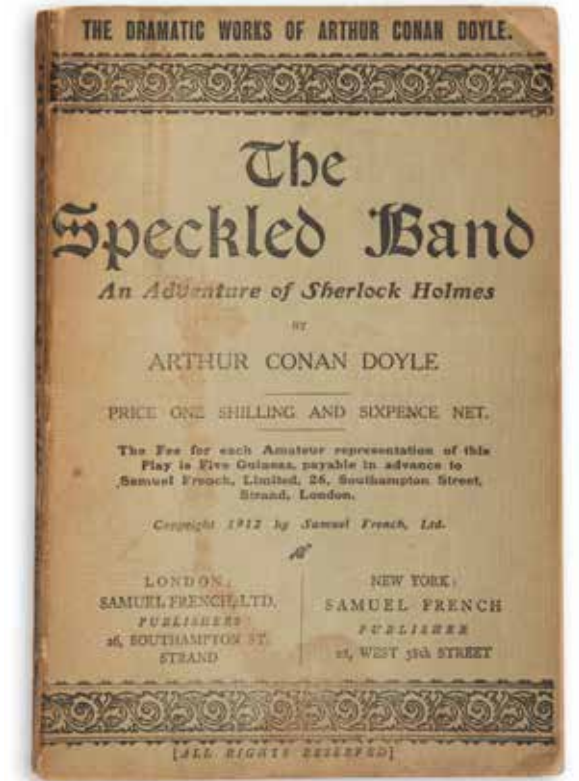 THE DRAMATIC WORKS OF ARTHUR CONAN DOYLE.
The
Speckled Band
An Adventure of Sherlock Holmes
BY
ARTHUR CONAN DOYLE
PRICE ONE SHILLING AND SIXPENCE NET.
The Fee for each Amateur representation of this
Play is Five Guineas, payable in advance to
Samuel French, Limited, 26, Southampton Street,
Strand, London.
Copyright 1912 by Samuel French, Ltd.
LONDON:
SAMUEL FRENCH, LTD.
PUBLISHERS
26, SOUTHAMPTON ST.
STRAND
NEW YORK:
SAMUEL FRENCH
PUBLISHER
WEST 38th STREET
[ALL RIGHTS RESERVED]